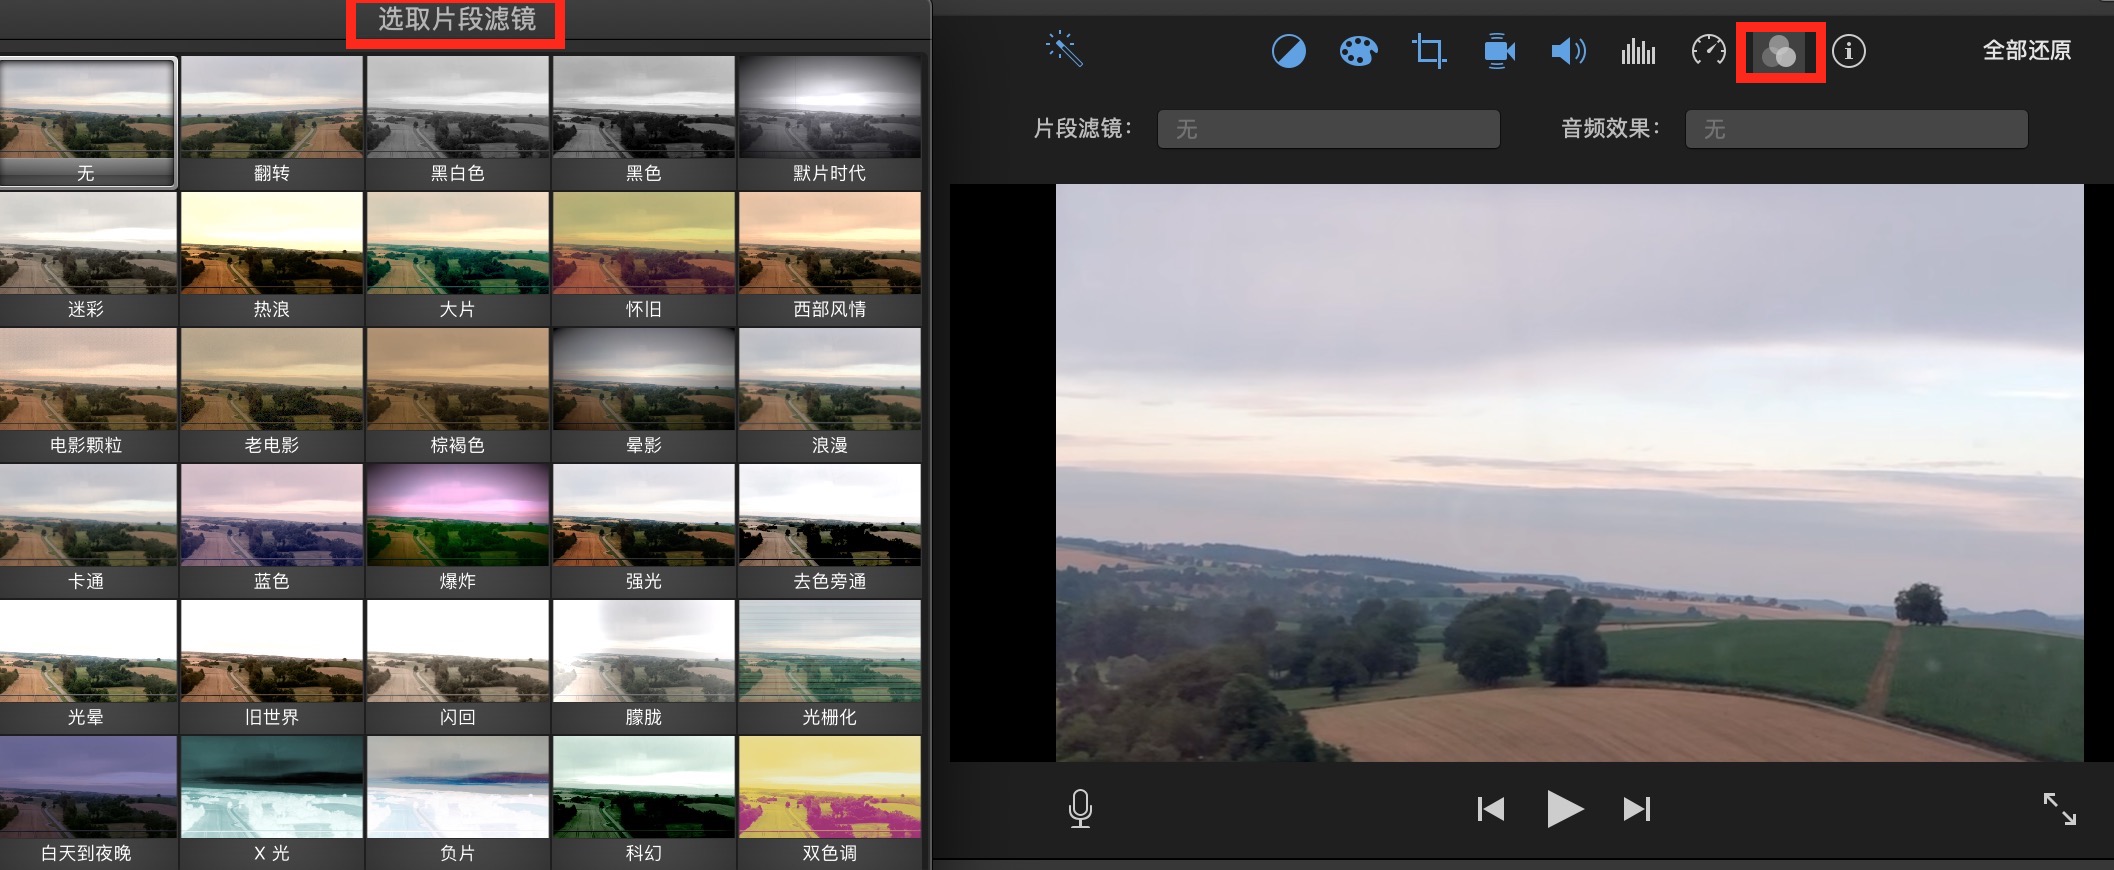 选取片段滤镜
全部还原
片段滤镜： 无 音频效果： 无
无 翻转 黑白色 黑色 默片时代
迷彩 热浪 大片 怀旧 西部风情
电影颗粒 老电影 棕褐色 晕影 浪漫
卡通 蓝色 爆炸 强光 去色旁通
光晕 旧世界 闪回 朦胧 光栅化
白天到夜晚 X 光 负片 科幻 双色调